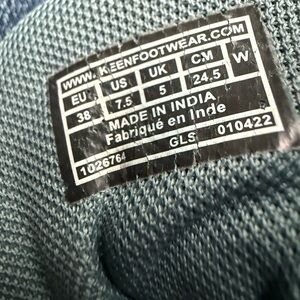 WWW.KEENFOOTWEAR.COM
EU US UK CM W
38 7.5 5 24.5
MADE IN INDIA
Fabriqué en Inde
1026764 GLS 010422